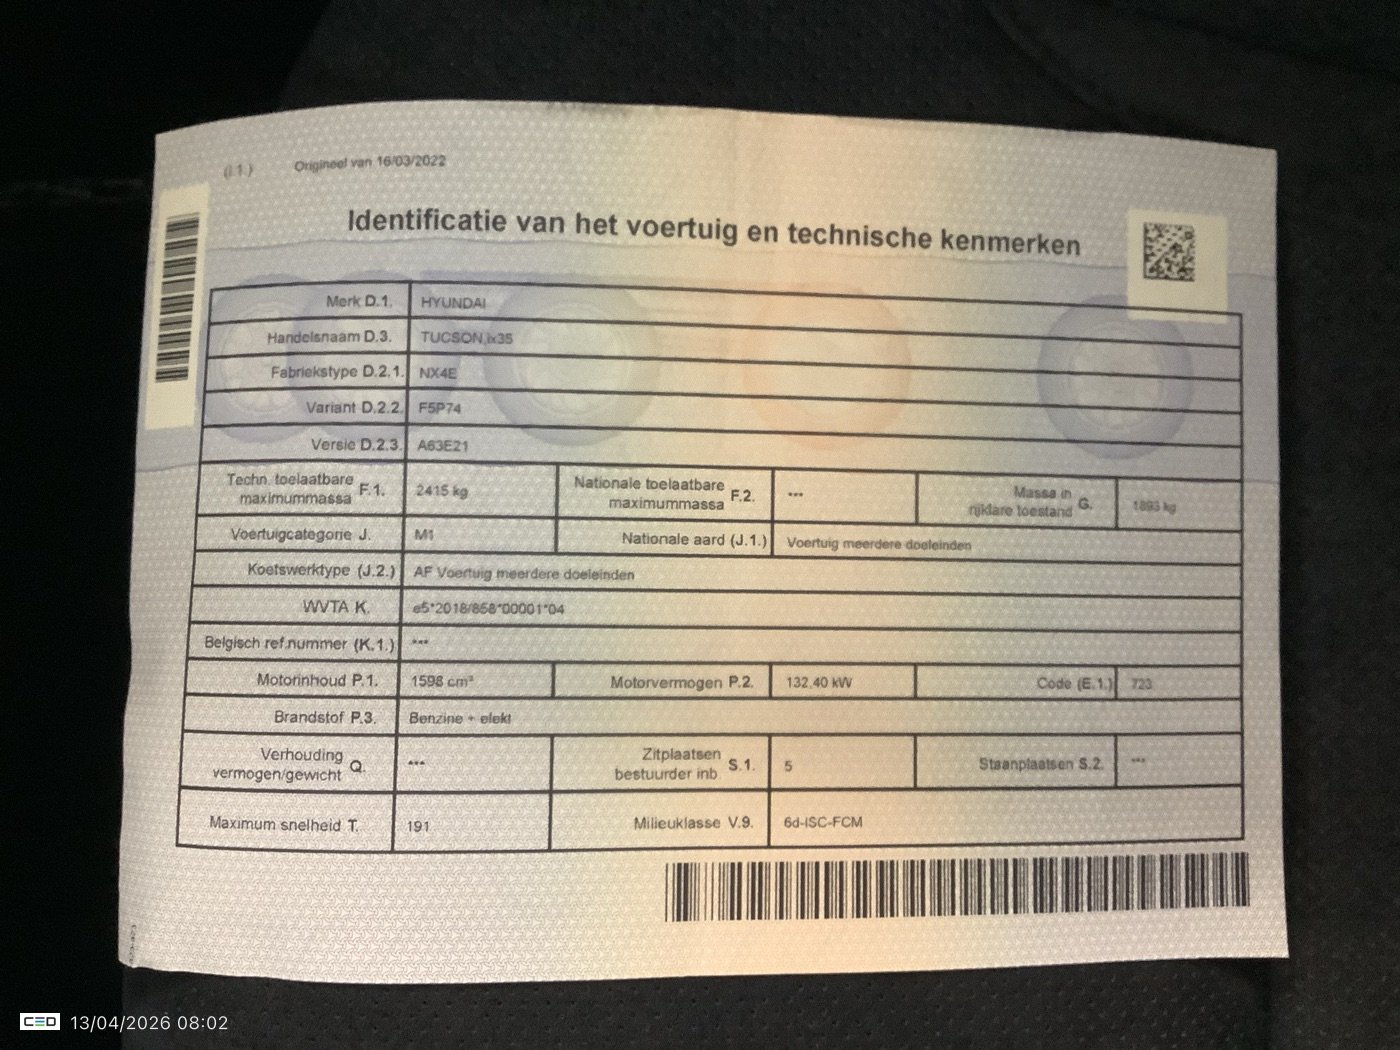 (I.1.) Origineel van 16/03/2022
Identificatie van het voertuig en technische kenmerken
Merk D.1. HYUNDAI
Handelsnaam D.3. TUCSON,ix35
Fabriekstype D.2.1. NX4E
Variant D.2.2. F5P74
Versie D.2.3. A63E21
Techn. toelaatbare maximummassa F.1. 2415 kg Nationale toelaatbare maximummassa F.2. *** Massa in rijklare toestand G. 1893 kg
Voertuigcategorie J. M1 Nationale aard (J.1.) Voertuig meerdere doeleinden
Koetswerktype (J.2.) AF Voertuig meerdere doeleinden
WVTA K. e5*2018/858*00001*04
Belgisch ref.nummer (K.1.) ***
Motorinhoud P.1. 1598 cm³ Motorvermogen P.2. 132.40 kW Code (E.1.) 723
Brandstof P.3. Benzine + elekt
Verhouding vermogen/gewicht Q. *** Zitplaatsen bestuurder inb S.1. 5 Staanplaatsen S.2. ***
Maximum snelheid T. 191 Milieuklasse V.9. 6d-ISC-FCM
CED 13/04/2026 08:02